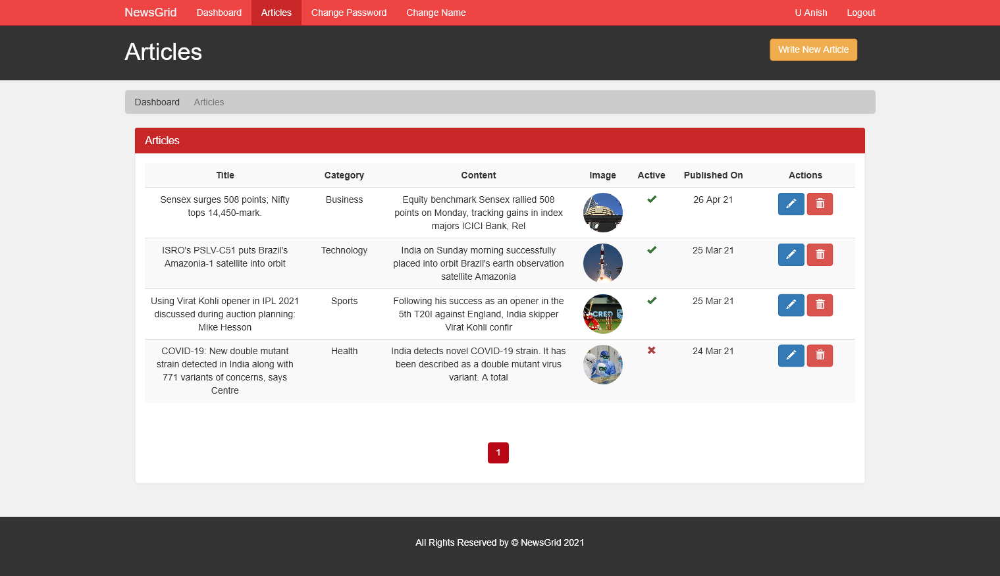 NewsGrid Dashboard Articles Change Password Change Name U Anish Logout
Articles
Write New Article
Dashboard Articles
Articles
Title Category Content Image Active Published On Actions
Sensex surges 508 points; Nifty
tops 14,450-mark.
Business
Equity benchmark Sensex rallied 508
points on Monday, tracking gains in index
majors ICICI Bank, Rel
26 Apr 21
ISRO's PSLV-C51 puts Brazil's
Amazonia-1 satellite into orbit
Technology
India on Sunday morning successfully
placed into orbit Brazil's earth observation
satellite Amazonia
25 Mar 21
Using Virat Kohli opener in IPL 2021
discussed during auction planning:
Mike Hesson
Sports
Following his success as an opener in the
5th T20I against England, India skipper
Virat Kohli confir
CRED
25 Mar 21
COVID-19: New double mutant
strain detected in India along with
771 variants of concerns, says
Centre
Health
India detects novel COVID-19 strain. It has
been described as a double mutant virus
variant. A total
24 Mar 21
1
All Rights Reserved by © NewsGrid 2021